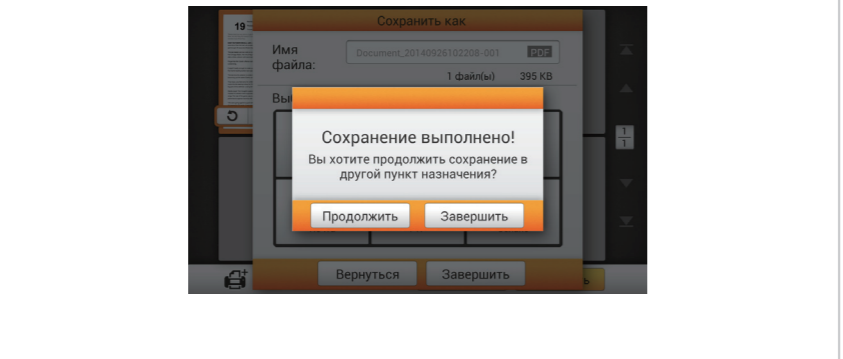 19
Сохранить как
Имя
файла:
Document_20140926102208-001 PDF
1 файл(ы) 395 KB
Сохранение выполнено!
Вы хотите продолжить сохранение в
другой пункт назначения?
1
1
Продолжить Завершить
Вернуться Завершить